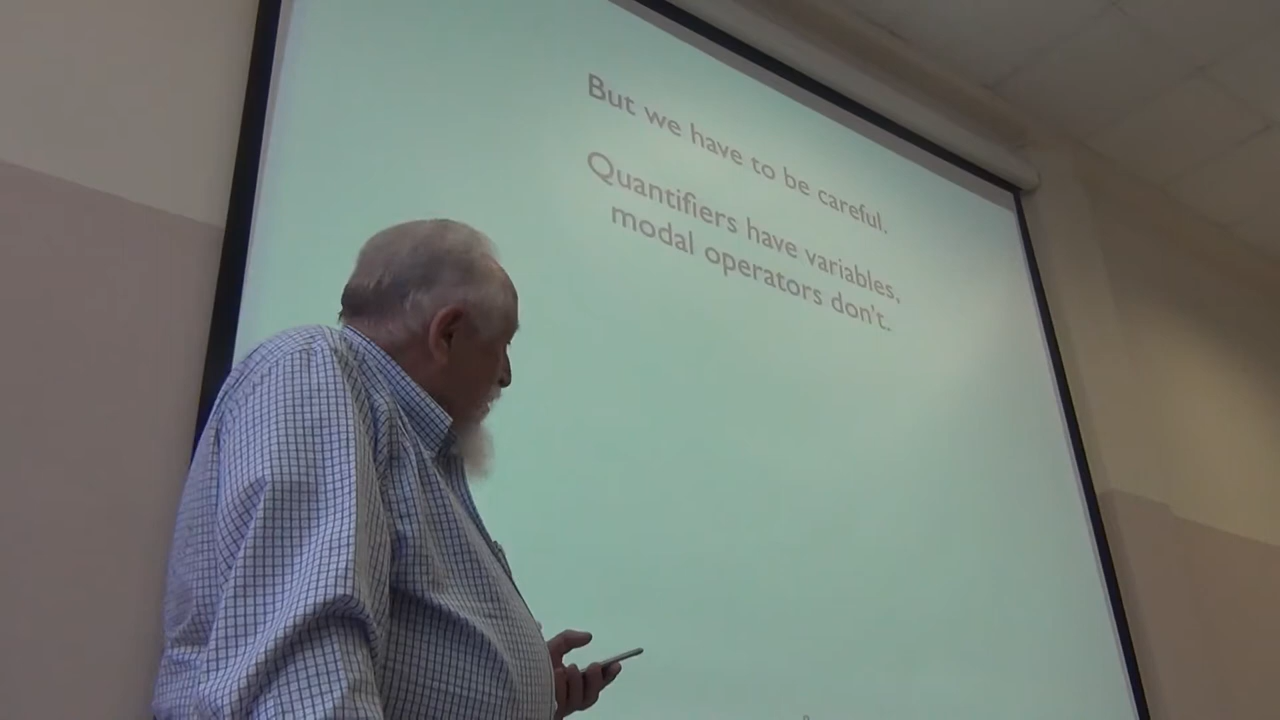 But we have to be careful.
Quantifiers have variables,
modal operators don't.